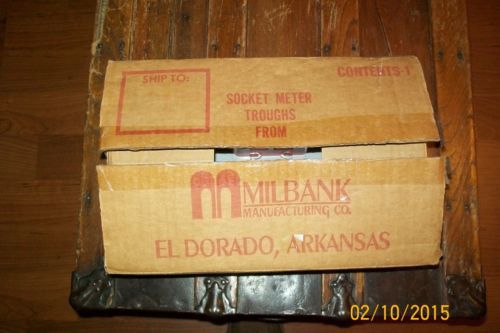 SHIP TO:
CONTENTS-1
SOCKET METER
TROUGHS
FROM
MILBANK
MANUFACTURING CO.
EL DORADO, ARKANSAS
02/10/2015